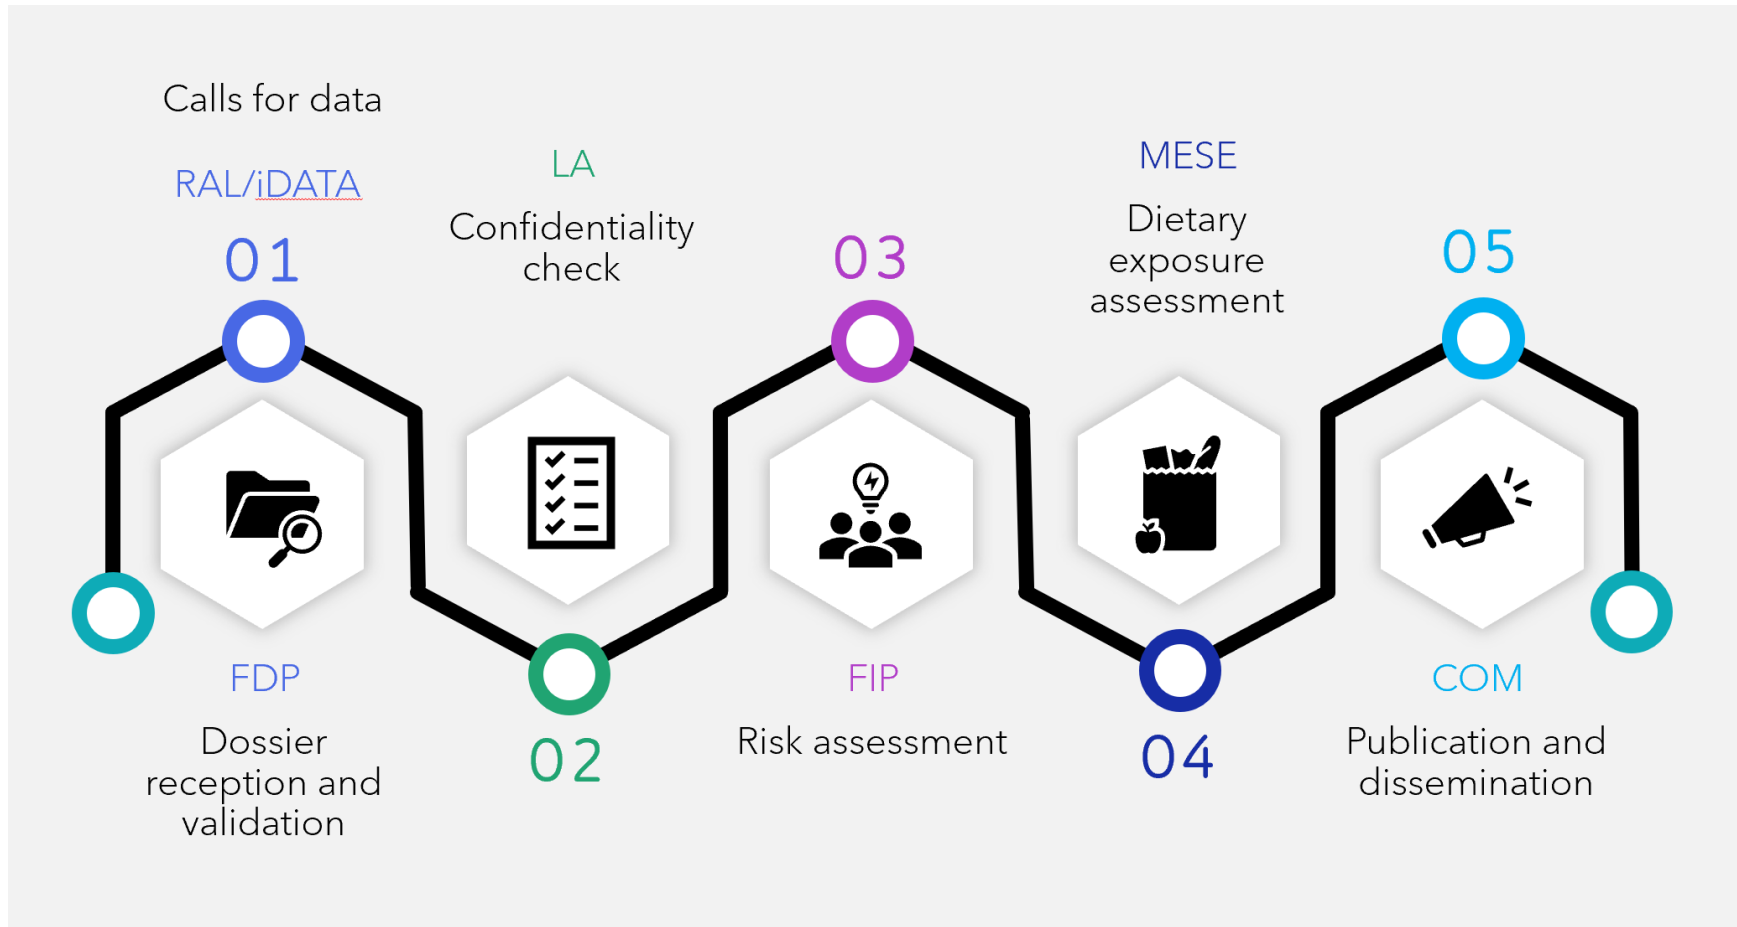 Calls for data
RAL/iDATA
01
FDP
Dossier
reception and
validation
LA
Confidentiality
check
02
03
FIP
Risk assessment
MESE
Dietary
exposure
assessment
04
05
COM
Publication and
dissemination